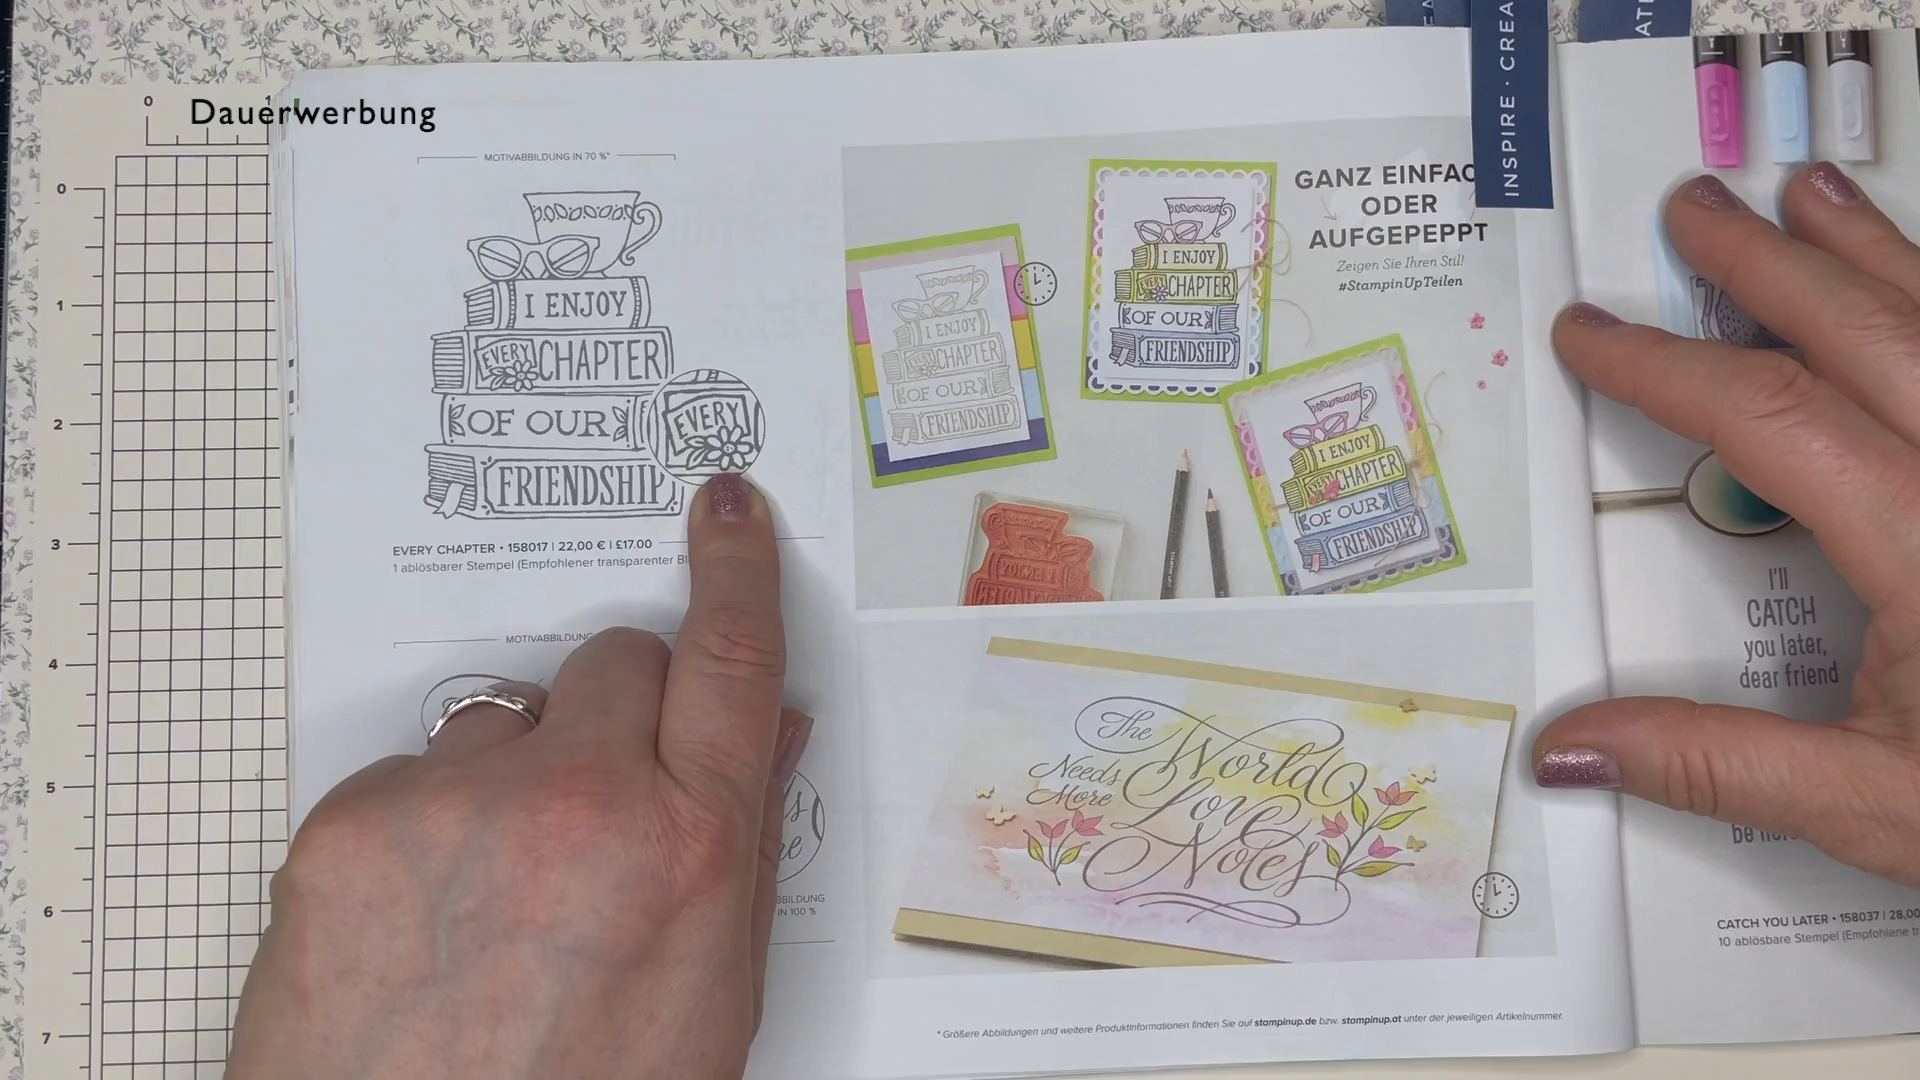 Dauerwerbung
MOTIVABBILDUNG IN 70 %*
I ENJOY
EVERY CHAPTER
OF OUR
FRIENDSHIP
EVERY
EVERY CHAPTER • 158017 | 22,00 € | £17.00
1 ablösbarer Stempel (Empfohlener transparenter
MOTIVABBILDUNG
IN 100 %
GANZ EINFAC
ODER
AUFGEPEPPT
Zeigen Sie Ihren Stil!
#StampinUpTeilen
I ENJOY
EVERY CHAPTER
OF OUR
FRIENDSHIP
I ENJOY
EVERY CHAPTER
OF OUR
FRIENDSHIP
I ENJOY
EVERY CHAPTER
OF OUR
FRIENDSHIP
The World
Needs More
Love
Notes
* Größere Abbildungen und weitere Produktinformationen finden Sie auf stampinup.de bzw. stampinup.at unter der jeweiligen Artikelnummer.
INSPIRE · CREA
I'll
CATCH
you later,
dear friend
CATCH YOU LATER • 158037 | 28,00
10 ablösbare Stempel (Empfohlene
0
1
2
3
4
5
6
7
0